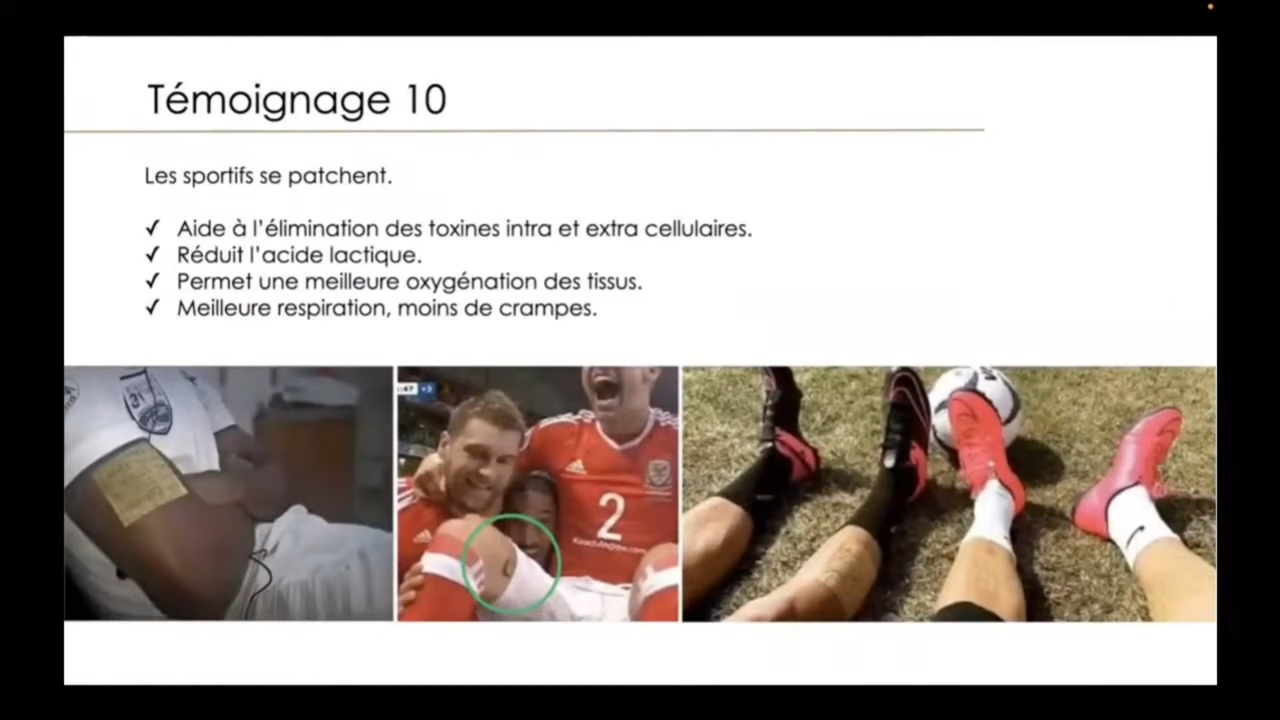 Témoignage 10
Les sportifs se patchent.
✓ Aide à l'élimination des toxines intra et extra cellulaires.
✓ Réduit l'acide lactique.
✓ Permet une meilleure oxygénation des tissus.
✓ Meilleure respiration, moins de crampes.
2